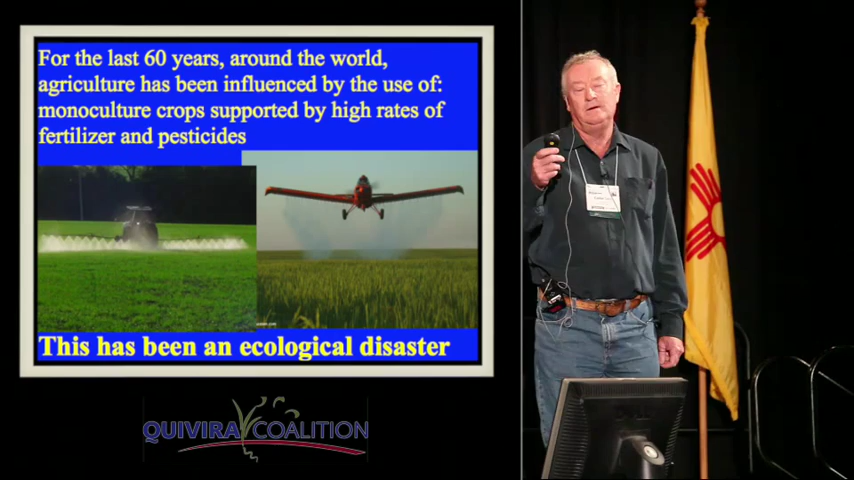 For the last 60 years, around the world,
agriculture has been influenced by the use of:
monoculture crops supported by high rates of
fertilizer and pesticides
This has been an ecological disaster
QUIVIRA COALITION